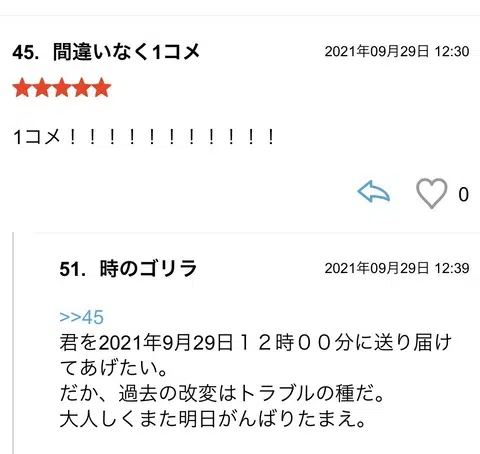 45. 間違いなく1コメ
2021年09月29日 12:30
★★★★★
1コメ！！！！！！！！！！！
0
51. 時のゴリラ
2021年09月29日 12:39
>>45
君を2021年9月29日１２時００分に送り届け
てあげたい。
だか、過去の改変はトラブルの種だ。
大人しくまた明日がんばりたまえ。